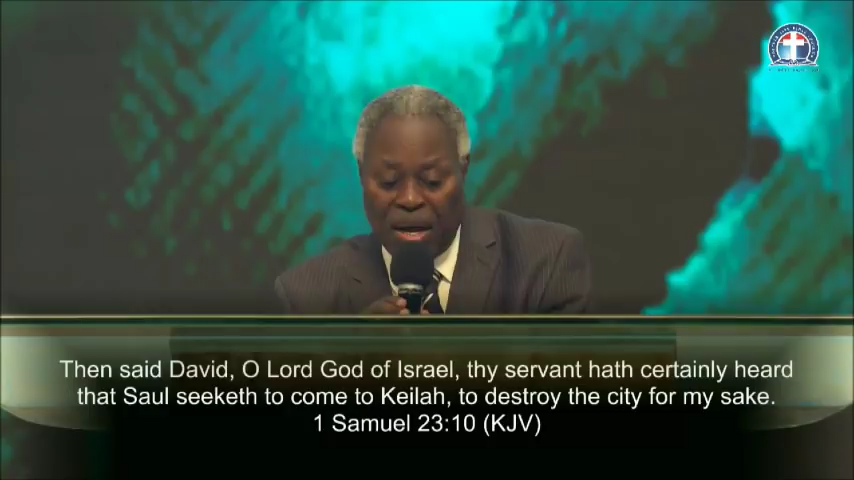 Then said David, O Lord God of Israel, thy servant hath certainly heard
that Saul seeketh to come to Keilah, to destroy the city for my sake.
1 Samuel 23:10 (KJV)